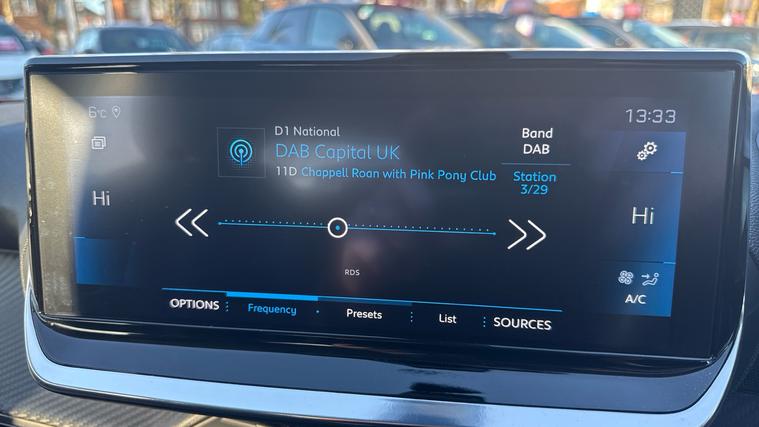 6°C
13:33
D1 National
DAB Capital UK
11D Chappell Roan with Pink Pony Club
Band
DAB
Station
3/29
Hi
Hi
RDS
A/C
OPTIONS
Frequency
Presets
List
SOURCES